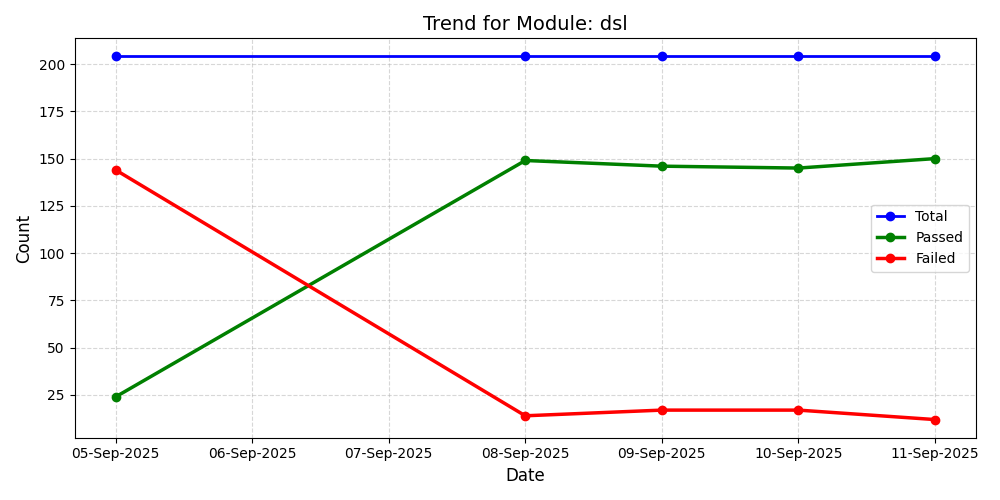 Trend for Module: dsl
200
175
150
125
100
75
50
25
Count
Total
Passed
Failed
05-Sep-2025 06-Sep-2025 07-Sep-2025 08-Sep-2025 09-Sep-2025 10-Sep-2025 11-Sep-2025
Date